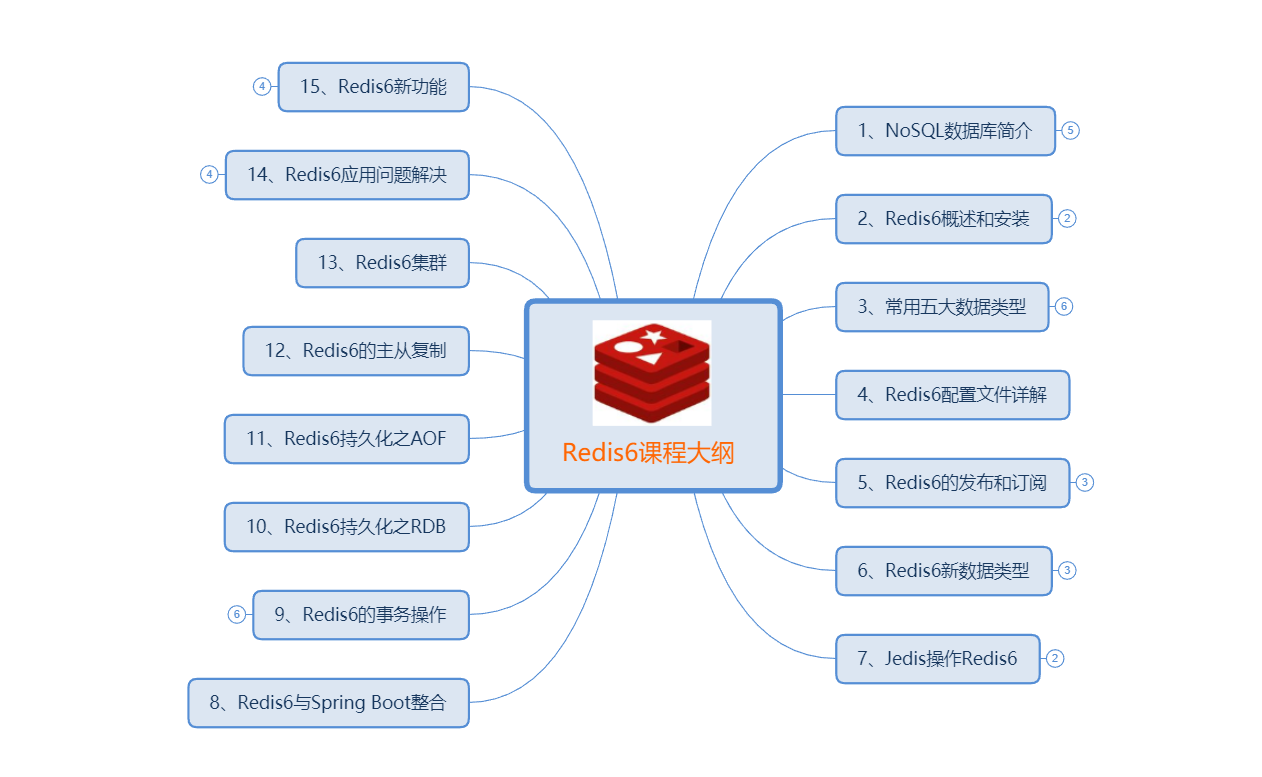 Redis6课程大纲
1、NoSQL数据库简介
5
2、Redis6概述和安装
2
3、常用五大数据类型
6
4、Redis6配置文件详解
5、Redis6的发布和订阅
3
6、Redis6新数据类型
3
7、Jedis操作Redis6
2
8、Redis6与Spring Boot整合
9、Redis6的事务操作
6
10、Redis6持久化之RDB
11、Redis6持久化之AOF
12、Redis6的主从复制
13、Redis6集群
14、Redis6应用问题解决
4
15、Redis6新功能
4